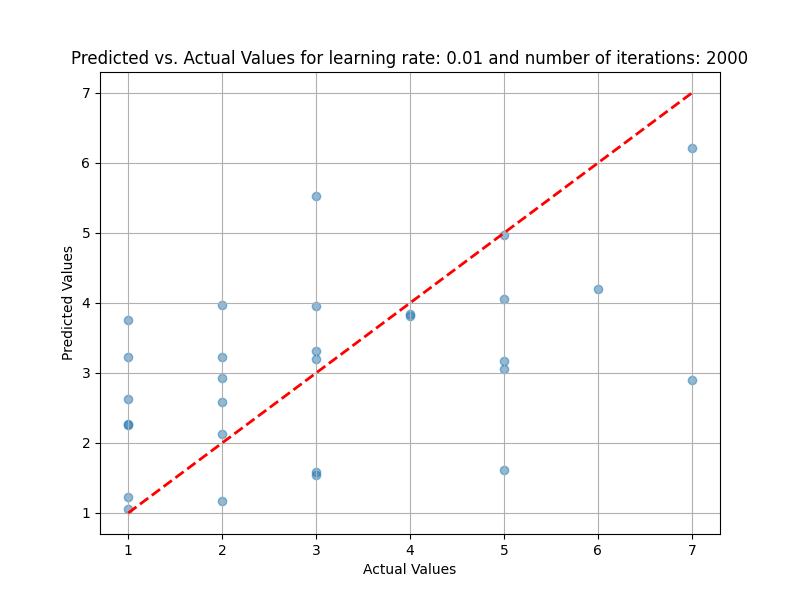 Predicted vs. Actual Values for learning rate: 0.01 and number of iterations: 2000
7
6
5
4
3
2
1
Predicted Values
1 2 3 4 5 6 7
Actual Values